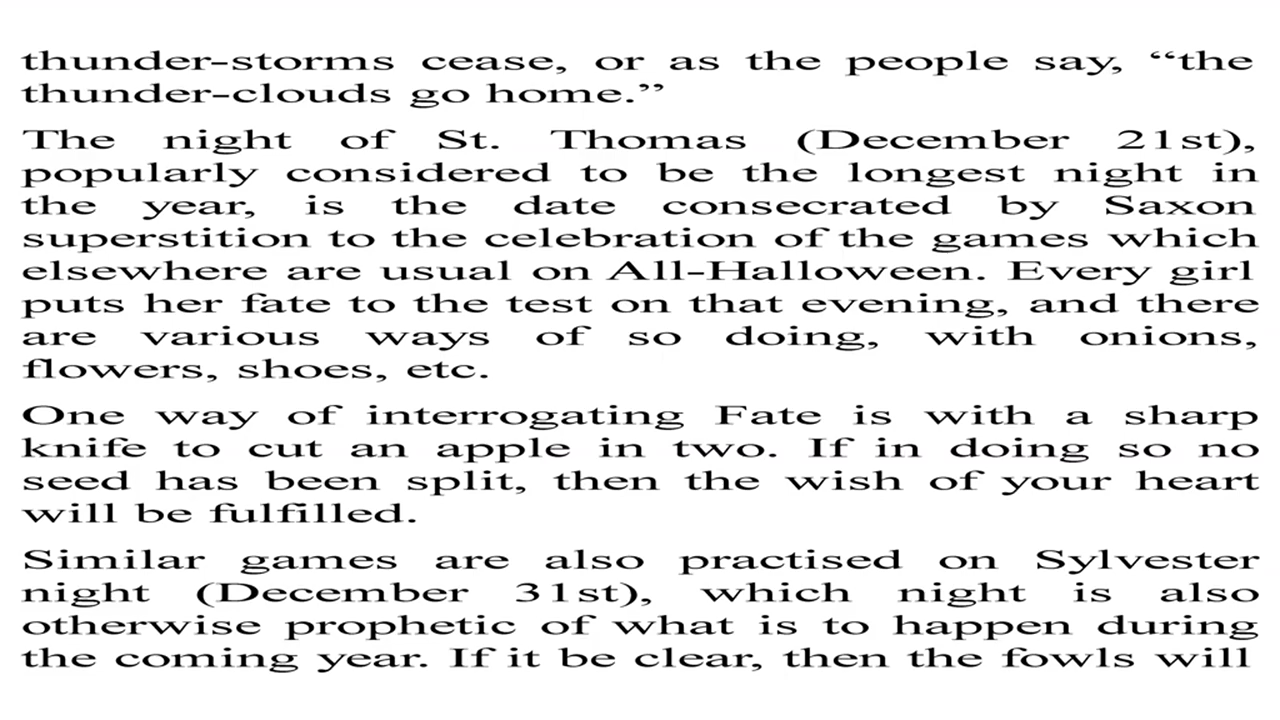 thunder-storms cease, or as the people say, “the
thunder-clouds go home.”
The night of St. Thomas (December 21st),
popularly considered to be the longest night in
the year, is the date consecrated by Saxon
superstition to the celebration of the games which
elsewhere are usual on All-Halloween. Every girl
puts her fate to the test on that evening, and there
are various ways of so doing, with onions,
flowers, shoes, etc.
One way of interrogating Fate is with a sharp
knife to cut an apple in two. If in doing so no
seed has been split, then the wish of your heart
will be fulfilled.
Similar games are also practised on Sylvester
night (December 31st), which night is also
otherwise prophetic of what is to happen during
the coming year. If it be clear, then the fowls will